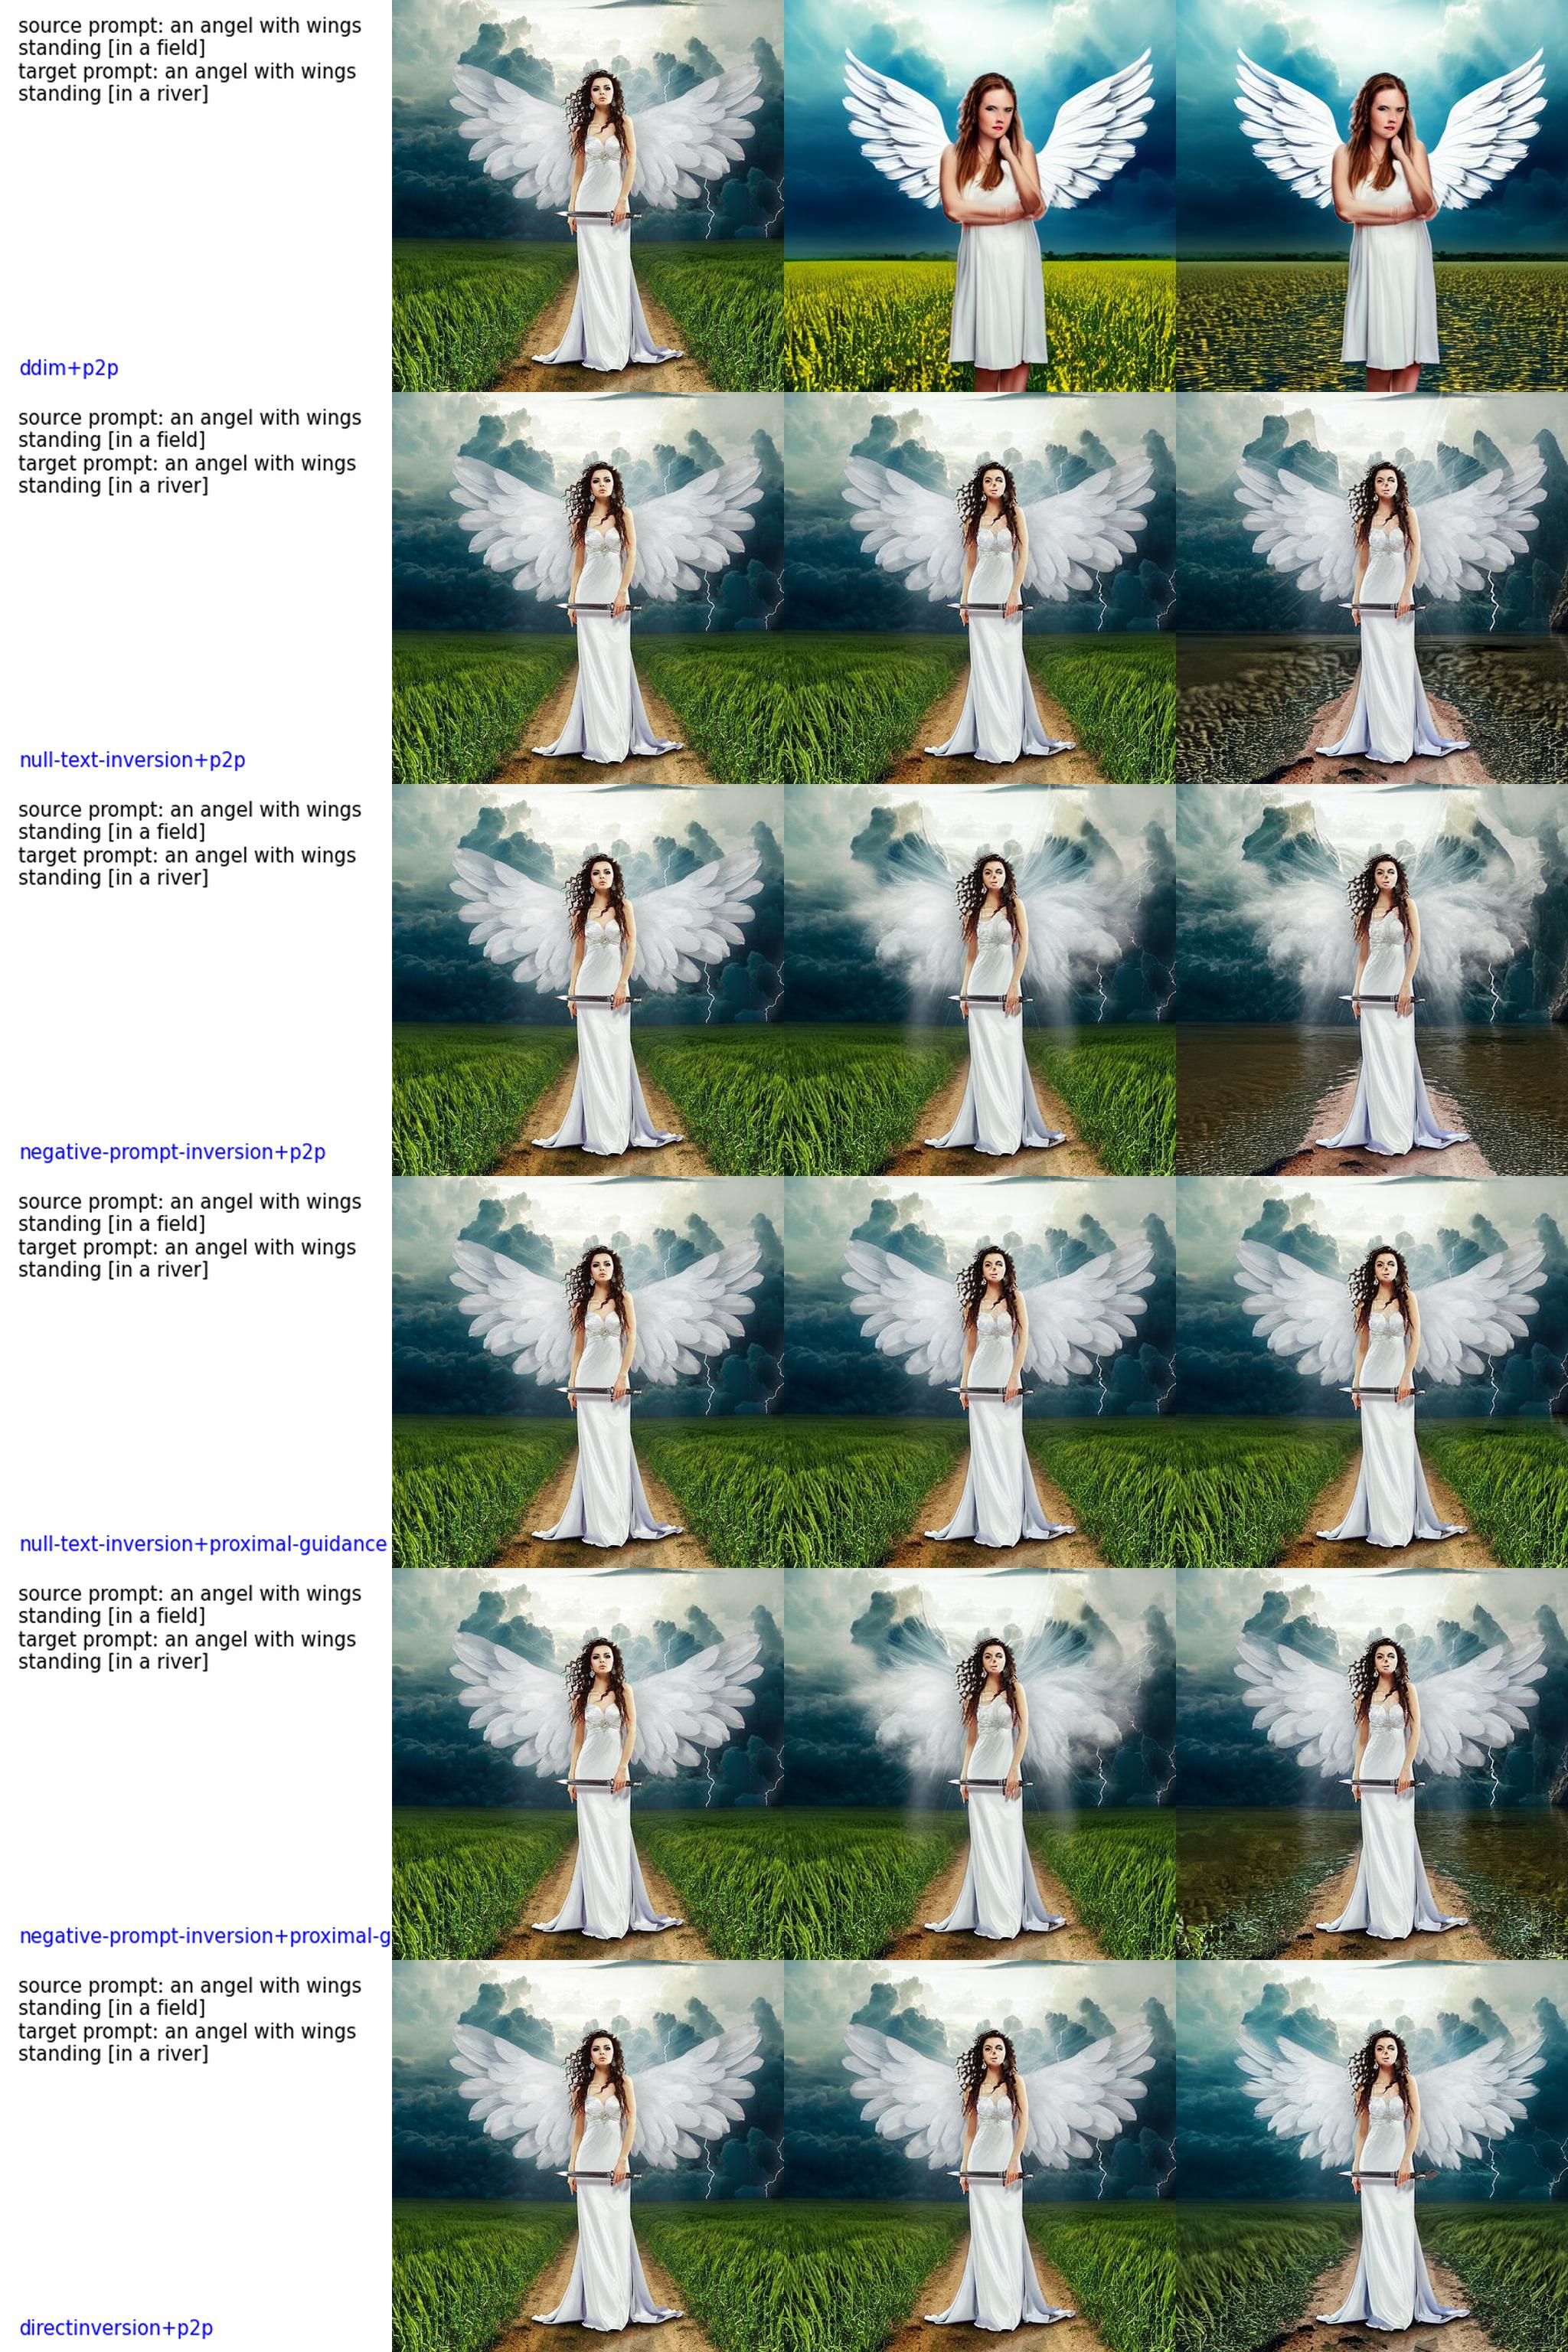 source prompt: an angel with wings
standing [in a field]
target prompt: an angel with wings
standing [in a river]
ddim+p2p
source prompt: an angel with wings
standing [in a field]
target prompt: an angel with wings
standing [in a river]
null-text-inversion+p2p
source prompt: an angel with wings
standing [in a field]
target prompt: an angel with wings
standing [in a river]
negative-prompt-inversion+p2p
source prompt: an angel with wings
standing [in a field]
target prompt: an angel with wings
standing [in a river]
null-text-inversion+proximal-guidance
source prompt: an angel with wings
standing [in a field]
target prompt: an angel with wings
standing [in a river]
negative-prompt-inversion+proximal-g
source prompt: an angel with wings
standing [in a field]
target prompt: an angel with wings
standing [in a river]
directinversion+p2p